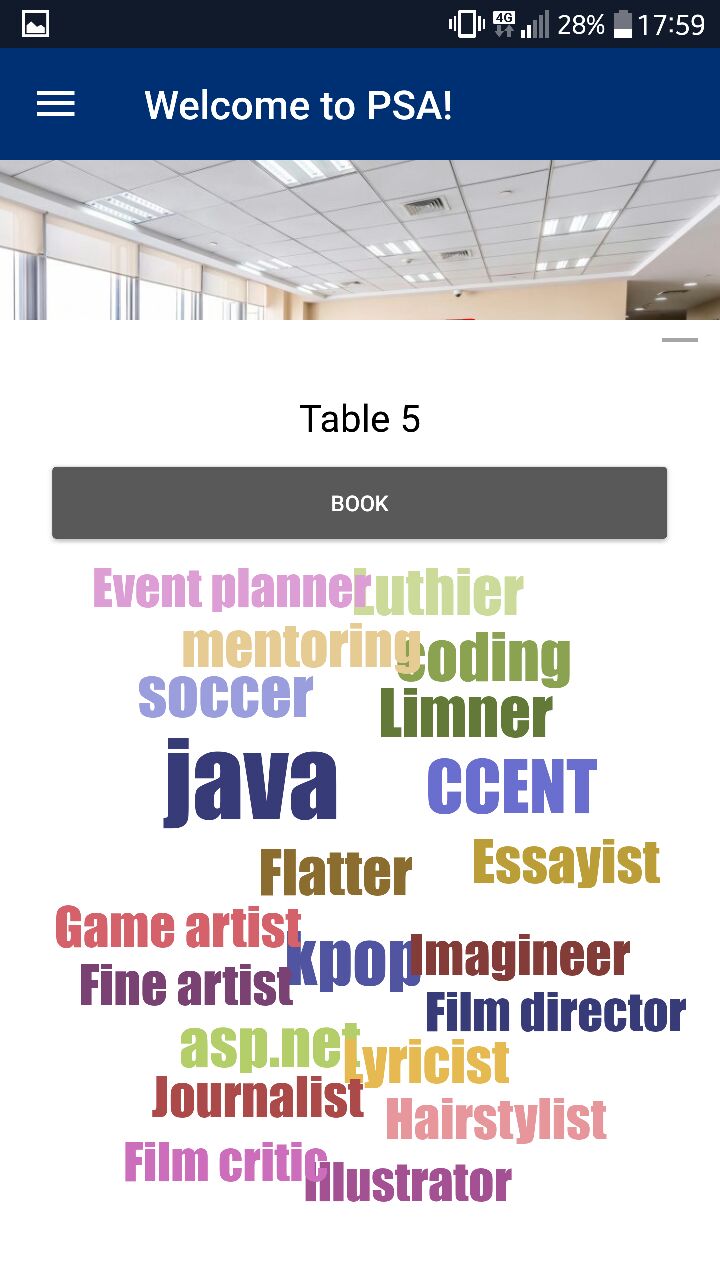 4G 28% 17:59
Welcome to PSA!
Table 5
BOOK
Event planner Luthier
mentoring coding
soccer Limner
java CCENT
Flatter Essayist
Game artist
kpop Imagineer
Fine artist Film director
asp.net Lyricist
Journalist Hairstylist
Film critic Illustrator